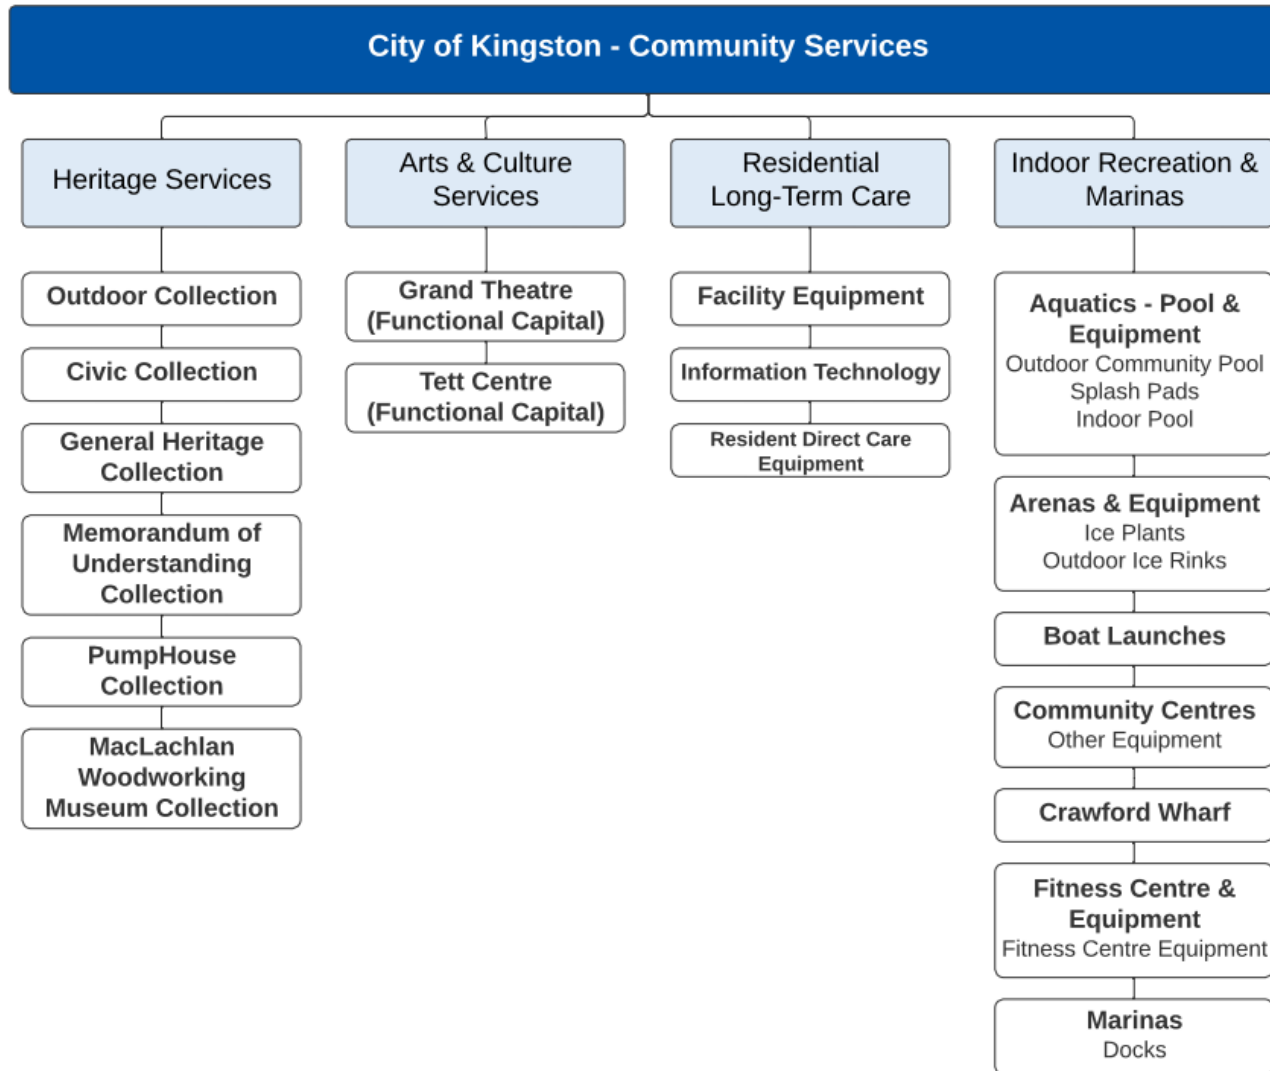 City of Kingston - Community Services
Heritage Services
Outdoor Collection
Civic Collection
General Heritage
Collection
Memorandum of
Understanding
Collection
PumpHouse
Collection
MacLachlan
Woodworking
Museum Collection
Arts & Culture
Services
Grand Theatre
(Functional Capital)
Tett Centre
(Functional Capital)
Residential
Long-Term Care
Facility Equipment
Information Technology
Resident Direct Care
Equipment
Indoor Recreation &
Marinas
Aquatics - Pool &
Equipment
Outdoor Community Pool
Splash Pads
Indoor Pool
Arenas & Equipment
Ice Plants
Outdoor Ice Rinks
Boat Launches
Community Centres
Other Equipment
Crawford Wharf
Fitness Centre &
Equipment
Fitness Centre Equipment
Marinas
Docks